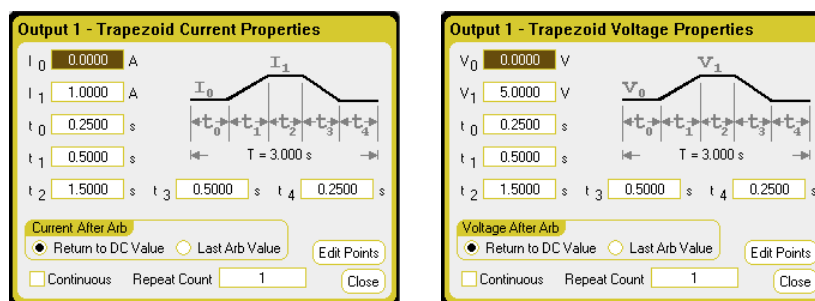 Output 1 - Trapezoid Current Properties
I 0 0.0000 A
I 1 1.0000 A
t 0 0.2500 s
t 1 0.5000 s
t 2 1.5000 s t 3 0.5000 s t 4 0.2500 s
I0 I1
t0 t1 t2 t3 t4
T = 3.000 s
Current After Arb
Return to DC Value Last Arb Value
Edit Points
Continuous Repeat Count 1
Close
Output 1 - Trapezoid Voltage Properties
V0 0.0000 V
V1 5.0000 V
t 0 0.2500 s
t 1 0.5000 s
t 2 1.5000 s t 3 0.5000 s t 4 0.2500 s
V0 V1
t0 t1 t2 t3 t4
T = 3.000 s
Voltage After Arb
Return to DC Value Last Arb Value
Edit Points
Continuous Repeat Count 1
Close